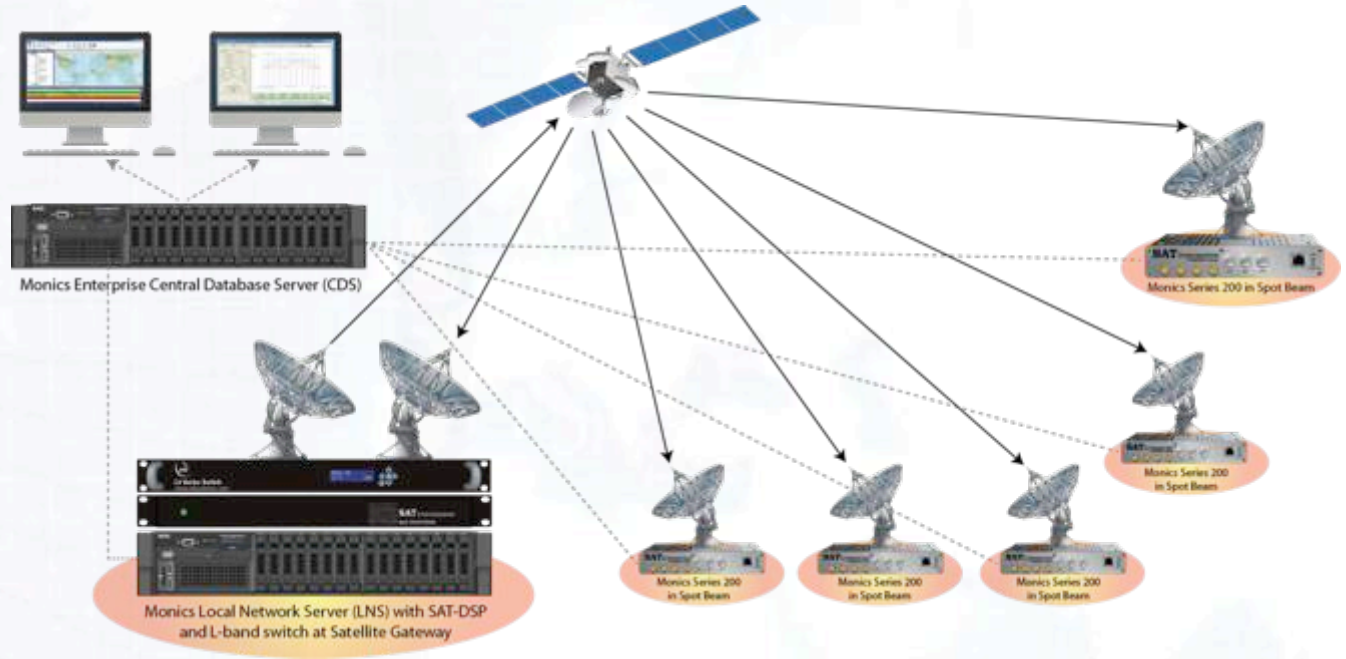 Monics Enterprise Central Database Server (CDS)
SAT
Monics Series 200 in Spot Beam
Monics Series 200
in Spot Beam
SAT
Monics Series 200
in Spot Beam
SAT
Monics Series 200
in Spot Beam
SAT
Monics Series 200
in Spot Beam
SAT
SAT
Monics Local Network Server (LNS) with SAT-DSP
and L-band switch at Satellite Gateway